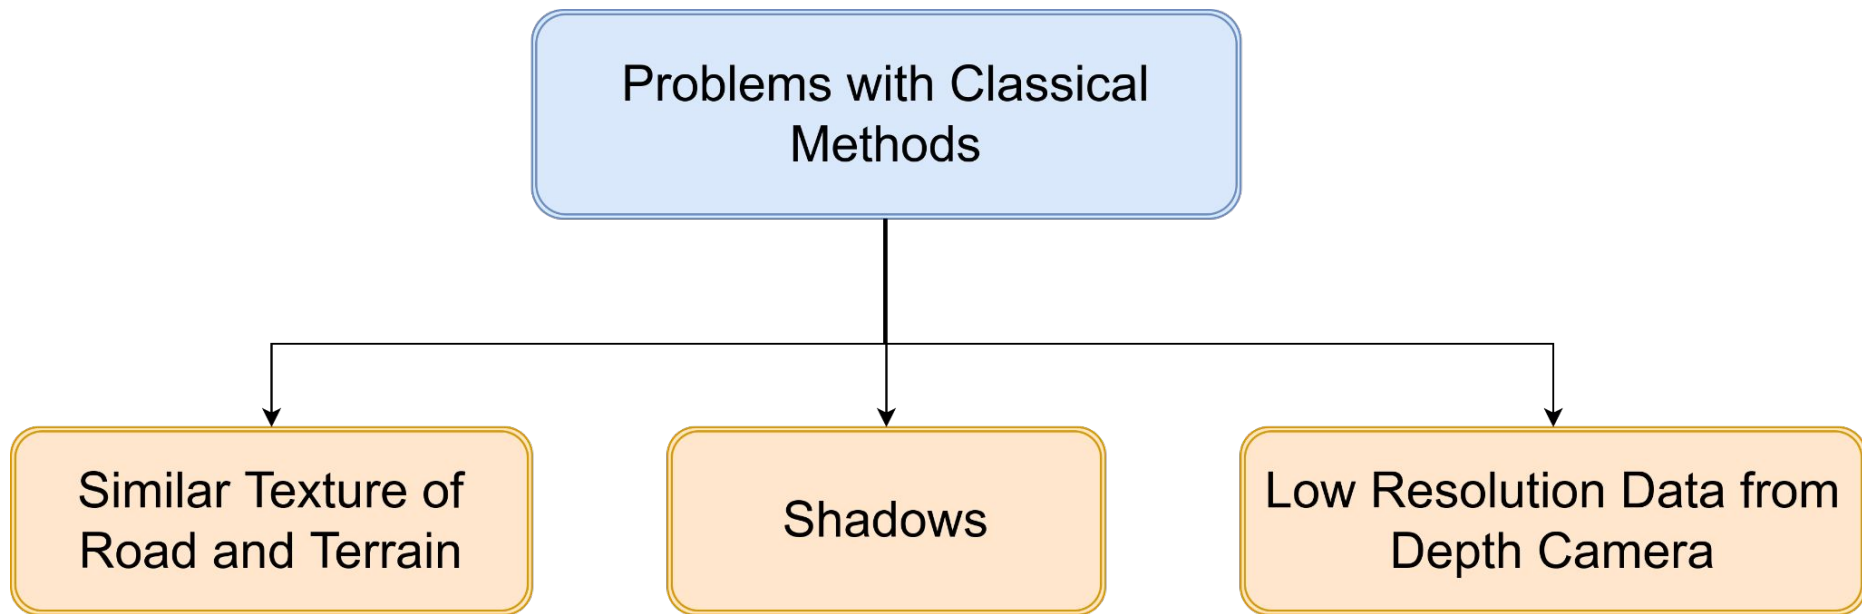 Problems with Classical
Methods
Similar Texture of
Road and Terrain
Shadows
Low Resolution Data from
Depth Camera